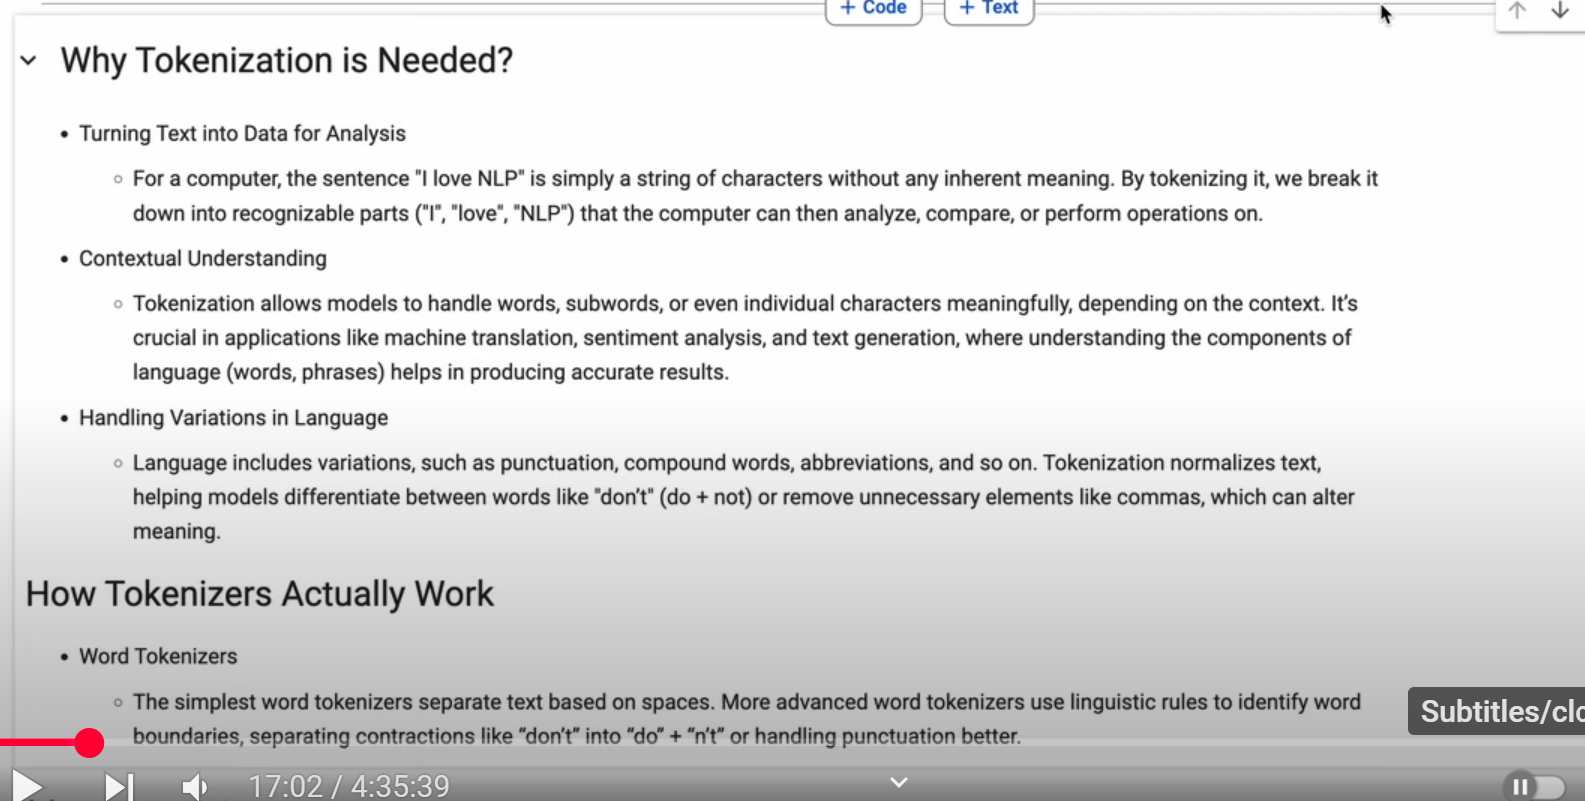 + Code + Text
Why Tokenization is Needed?
• Turning Text into Data for Analysis
◦ For a computer, the sentence "I love NLP" is simply a string of characters without any inherent meaning. By tokenizing it, we break it
down into recognizable parts ("I", "love", "NLP") that the computer can then analyze, compare, or perform operations on.
• Contextual Understanding
◦ Tokenization allows models to handle words, subwords, or even individual characters meaningfully, depending on the context. It's
crucial in applications like machine translation, sentiment analysis, and text generation, where understanding the components of
language (words, phrases) helps in producing accurate results.
• Handling Variations in Language
◦ Language includes variations, such as punctuation, compound words, abbreviations, and so on. Tokenization normalizes text,
helping models differentiate between words like "don't" (do + not) or remove unnecessary elements like commas, which can alter
meaning.
How Tokenizers Actually Work
• Word Tokenizers
◦ The simplest word tokenizers separate text based on spaces. More advanced word tokenizers use linguistic rules to identify word
boundaries, separating contractions like “don't” into “do” + “n't” or handling punctuation better.
Subtitles/clo
17:02 / 4:35:39